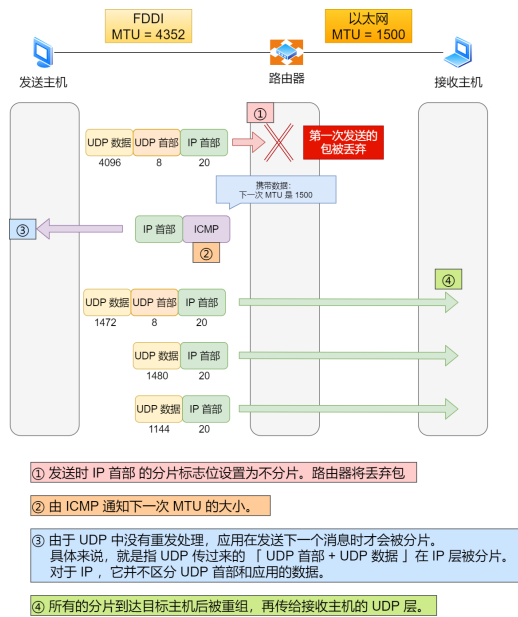 FDDI
MTU = 4352
以太网
MTU = 1500
发送主机
路由器
接收主机
①
UDP 数据 UDP 首部 IP 首部
4096 8 20
第一次发送的
包被丢弃
携带数据:
下一次 MTU 是 1500
③
IP 首部 ICMP
②
④
UDP 数据 UDP 首部 IP 首部
1472 8 20
UDP 数据 IP 首部
1480 20
UDP 数据 IP 首部
1144 20
① 发送时 IP 首部 的分片标志位设置为不分片。路由器将丢弃包
② 由 ICMP 通知下一次 MTU 的大小。
③ 由于 UDP 中没有重发处理，应用在发送下一个消息时才会被分片。
具体来说，就是指 UDP 传过来的 「 UDP 首部 + UDP 数据 」在 IP 层被分片。
对于 IP ，它并不区分 UDP 首部和应用的数据。
④ 所有的分片到达目标主机后被重组，再传给接收主机的 UDP 层。